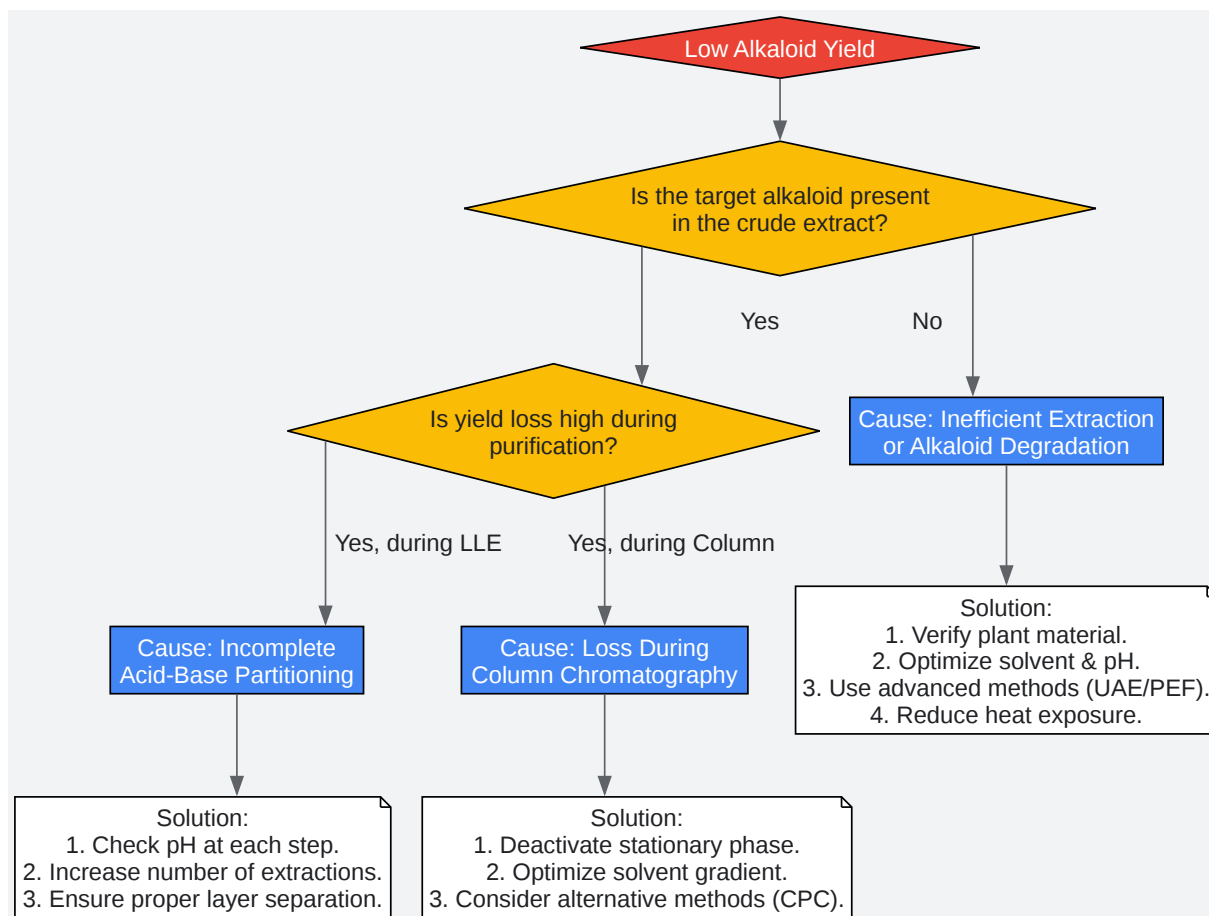 Low Alkaloid Yield
Is the target alkaloid present
in the crude extract?
Yes
No
Is yield loss high during
purification?
Cause: Inefficient Extraction
or Alkaloid Degradation
Yes, during LLE
Yes, during Column
Solution:
1. Verify plant material.
2. Optimize solvent & pH.
3. Use advanced methods (UAE/PEF).
4. Reduce heat exposure.
Cause: Incomplete
Acid-Base Partitioning
Cause: Loss During
Column Chromatography
Solution:
1. Check pH at each step.
2. Increase number of extractions.
3. Ensure proper layer separation.
Solution:
1. Deactivate stationary phase.
2. Optimize solvent gradient.
3. Consider alternative methods (CPC).